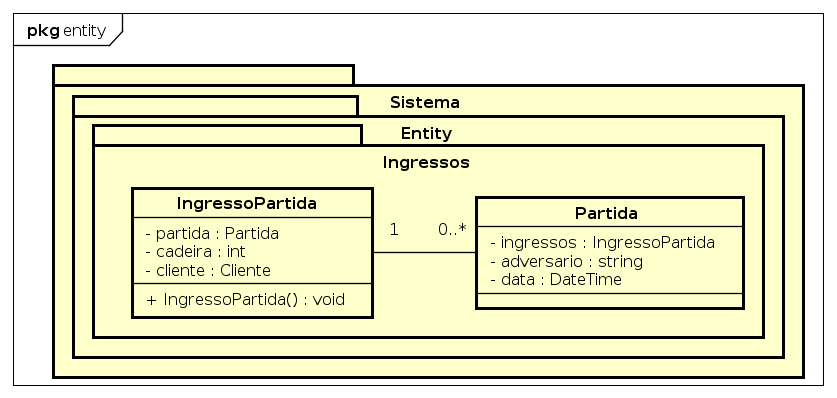 pkg entity
Sistema
Entity
Ingressos
IngressoPartida
- partida : Partida
- cadeira : int
- cliente : Cliente
+ IngressoPartida() : void
1
0..*
Partida
- ingressos : IngressoPartida
- adversario : string
- data : DateTime